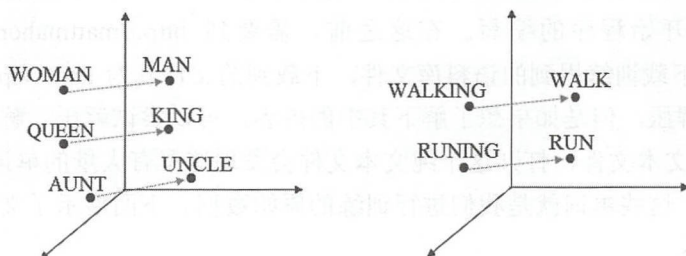 WOMAN
MAN
QUEEN
KING
AUNT
UNCLE
WALKING
WALK
RUNING
RUN